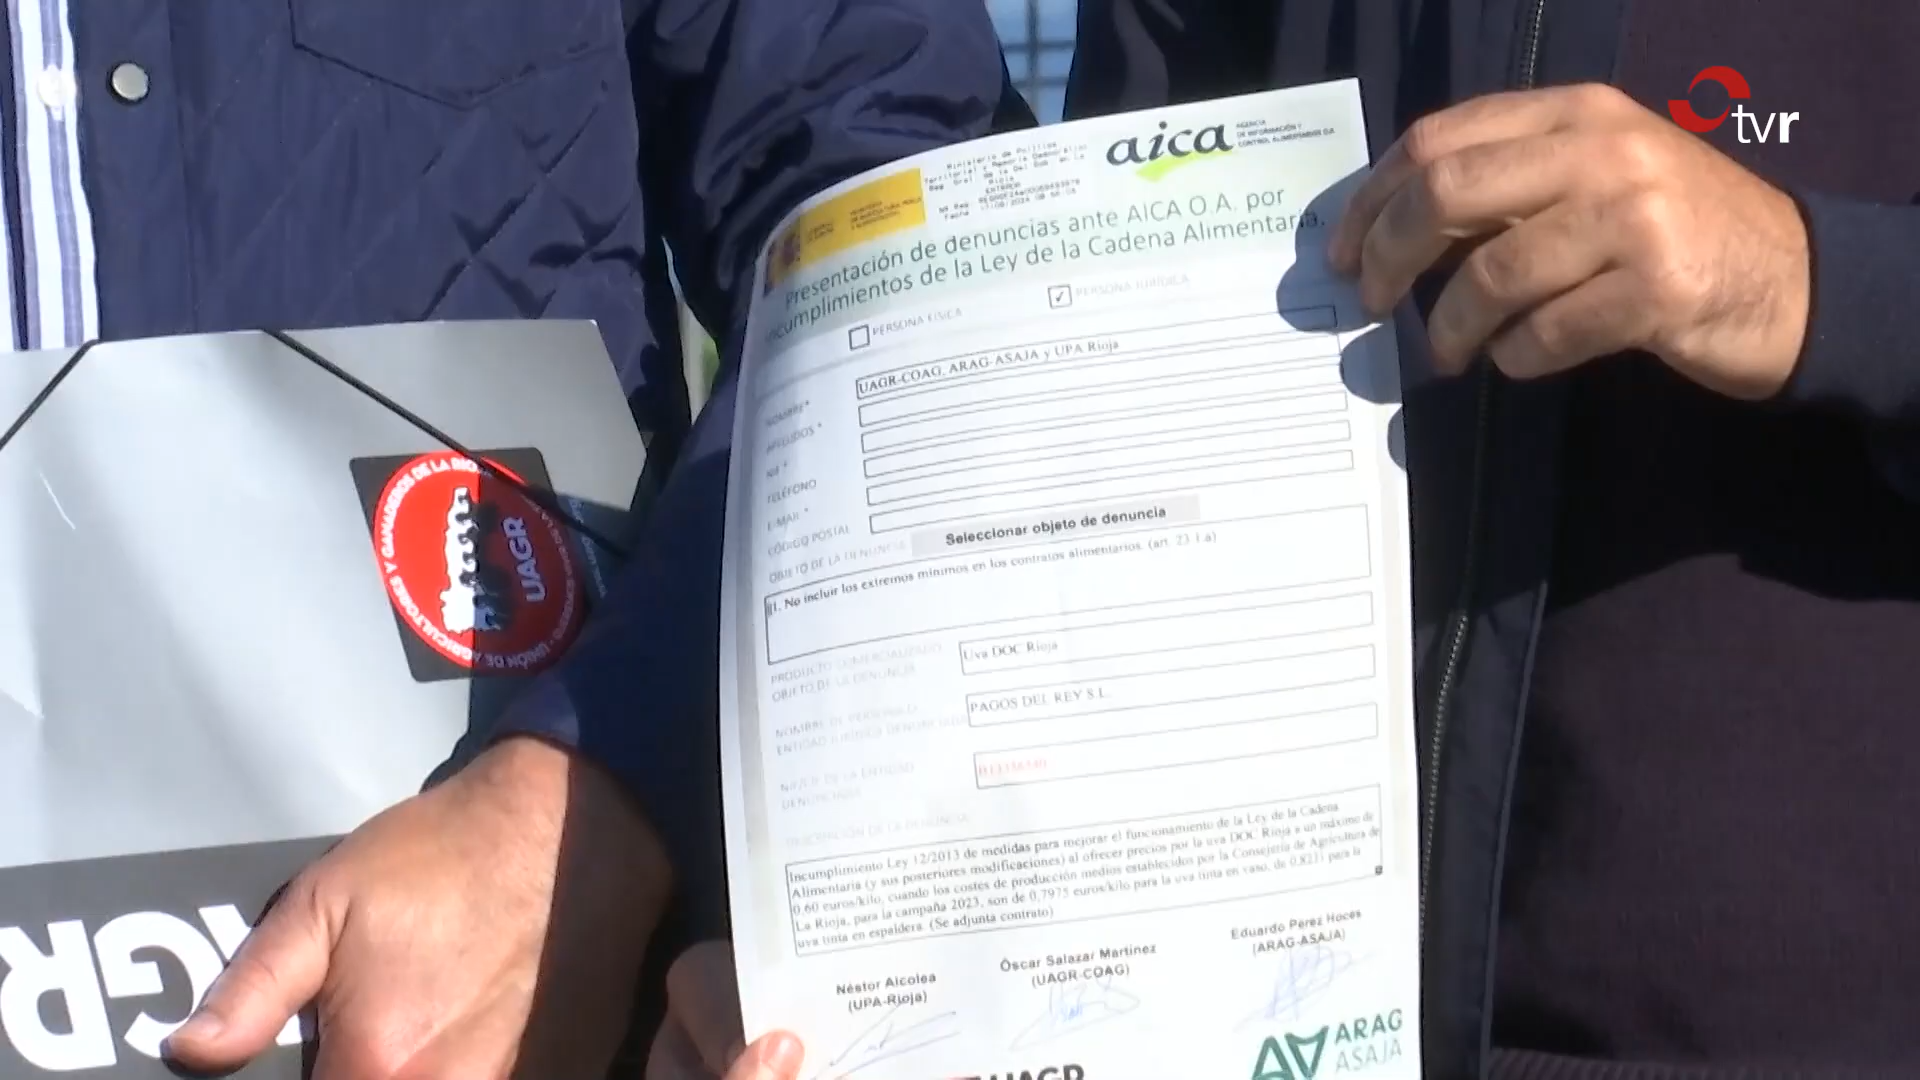 tvr
aica
AGENCIA
DE INFORMACIÓN Y
CONTROL ALIMENTARIOS O.A.
Ministerio de Política
Territorial y Memoria Democrática
Presentación de denuncias ante AICA O.A. por
incumplimientos de la Ley de la Cadena Alimentaria.
PERSONA FÍSICA
✓ PERSONA JURÍDICA
NOMBRE* UAGR-COAG, ARAG-ASAJA y UPA Rioja
APELLIDOS *
NIF *
TELÉFONO
E-MAIL *
CÓDIGO POSTAL
OBJETO DE LA DENUNCIA Seleccionar objeto de denuncia
1. No incluir los extremos mínimos en los contratos alimentarios. (art. 23 1.a)
PRODUCTO COMERCIALIZADO
OBJETO DE LA DENUNCIA
Uva DOC Rioja
NOMBRE DE PERSONA O
ENTIDAD JURÍDICA DENUNCIADA
PAGOS DEL REY S.L.
NIF/CIF DE LA ENTIDAD
DENUNCIADA
DESCRIPCIÓN DE LA DENUNCIA
Incumplimiento Ley 12/2013 de medidas para mejorar el funcionamiento de la Ley de la Cadena
Alimentaria (y sus posteriores modificaciones) al ofrecer precios por la uva DOC Rioja a un máximo de
0,60 euros/kilo, cuando los costes de producción medios establecidos por la Consejería de Agricultura de
La Rioja, para la campaña 2023, son de 0,7975 euros/kilo para la uva tinta en vaso, de 0,8211 para la
uva tinta en espaldera. (Se adjunta contrato)
Néstor Alcolea
(UPA-Rioja)
Óscar Salazar Martínez
(UAGR-COAG)
Eduardo Pérez Hoces
(ARAG-ASAJA)
UAGR
ARAG
ASAJA
UNIÓN DE AGRICULTORES Y GANADEROS DE LA RIOJA
UAGR
AGR